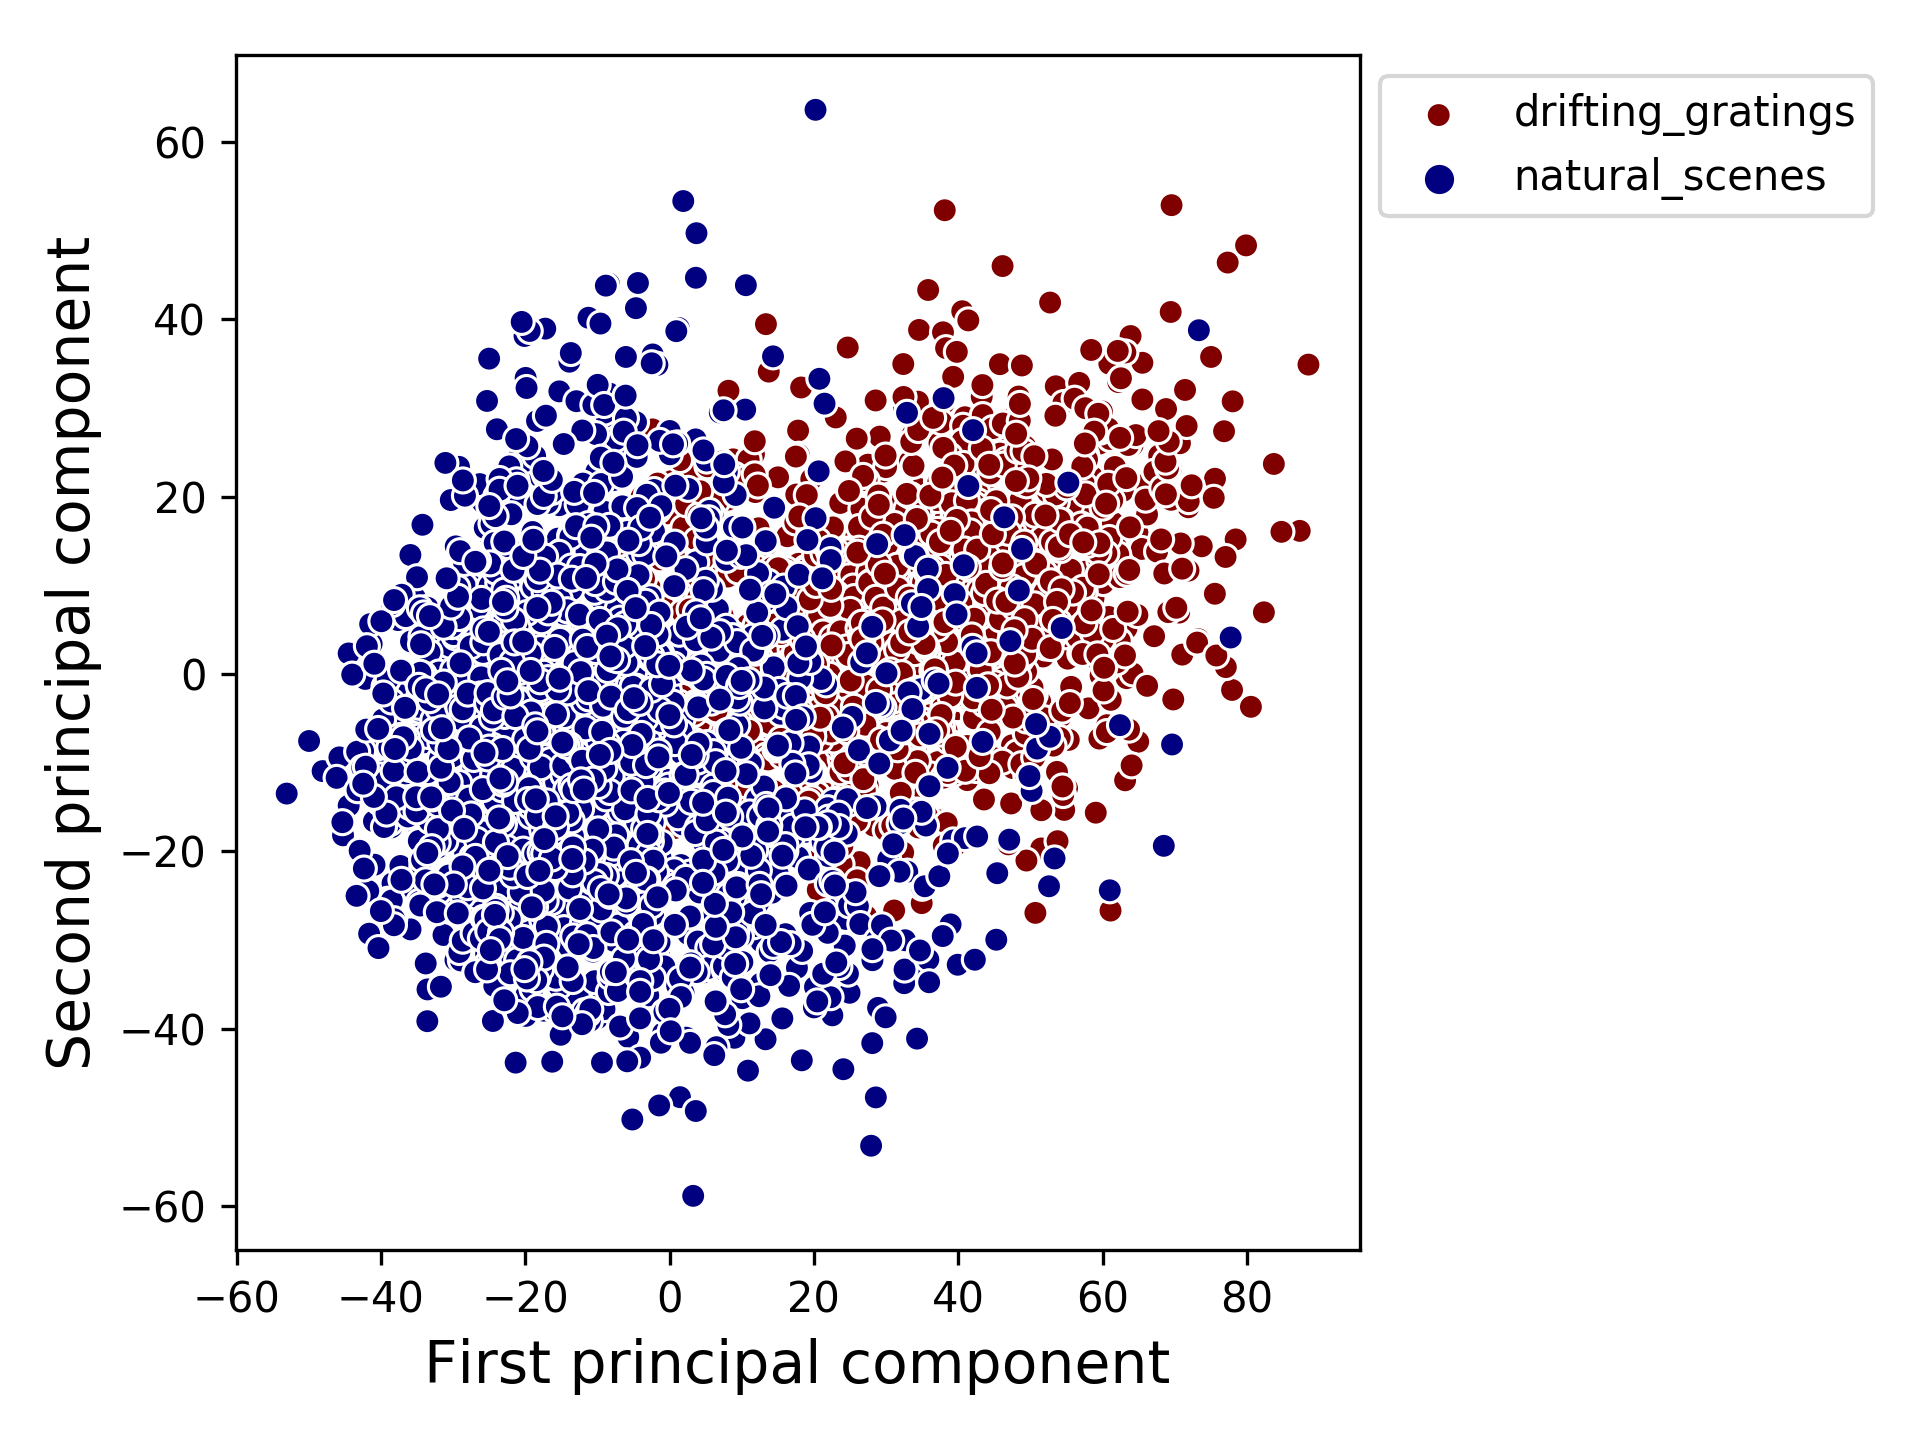 drifting_gratings
natural_scenes
60
40
20
0
−20
−40
−60
Second principal component
−60 −40 −20 0 20 40 60 80
First principal component